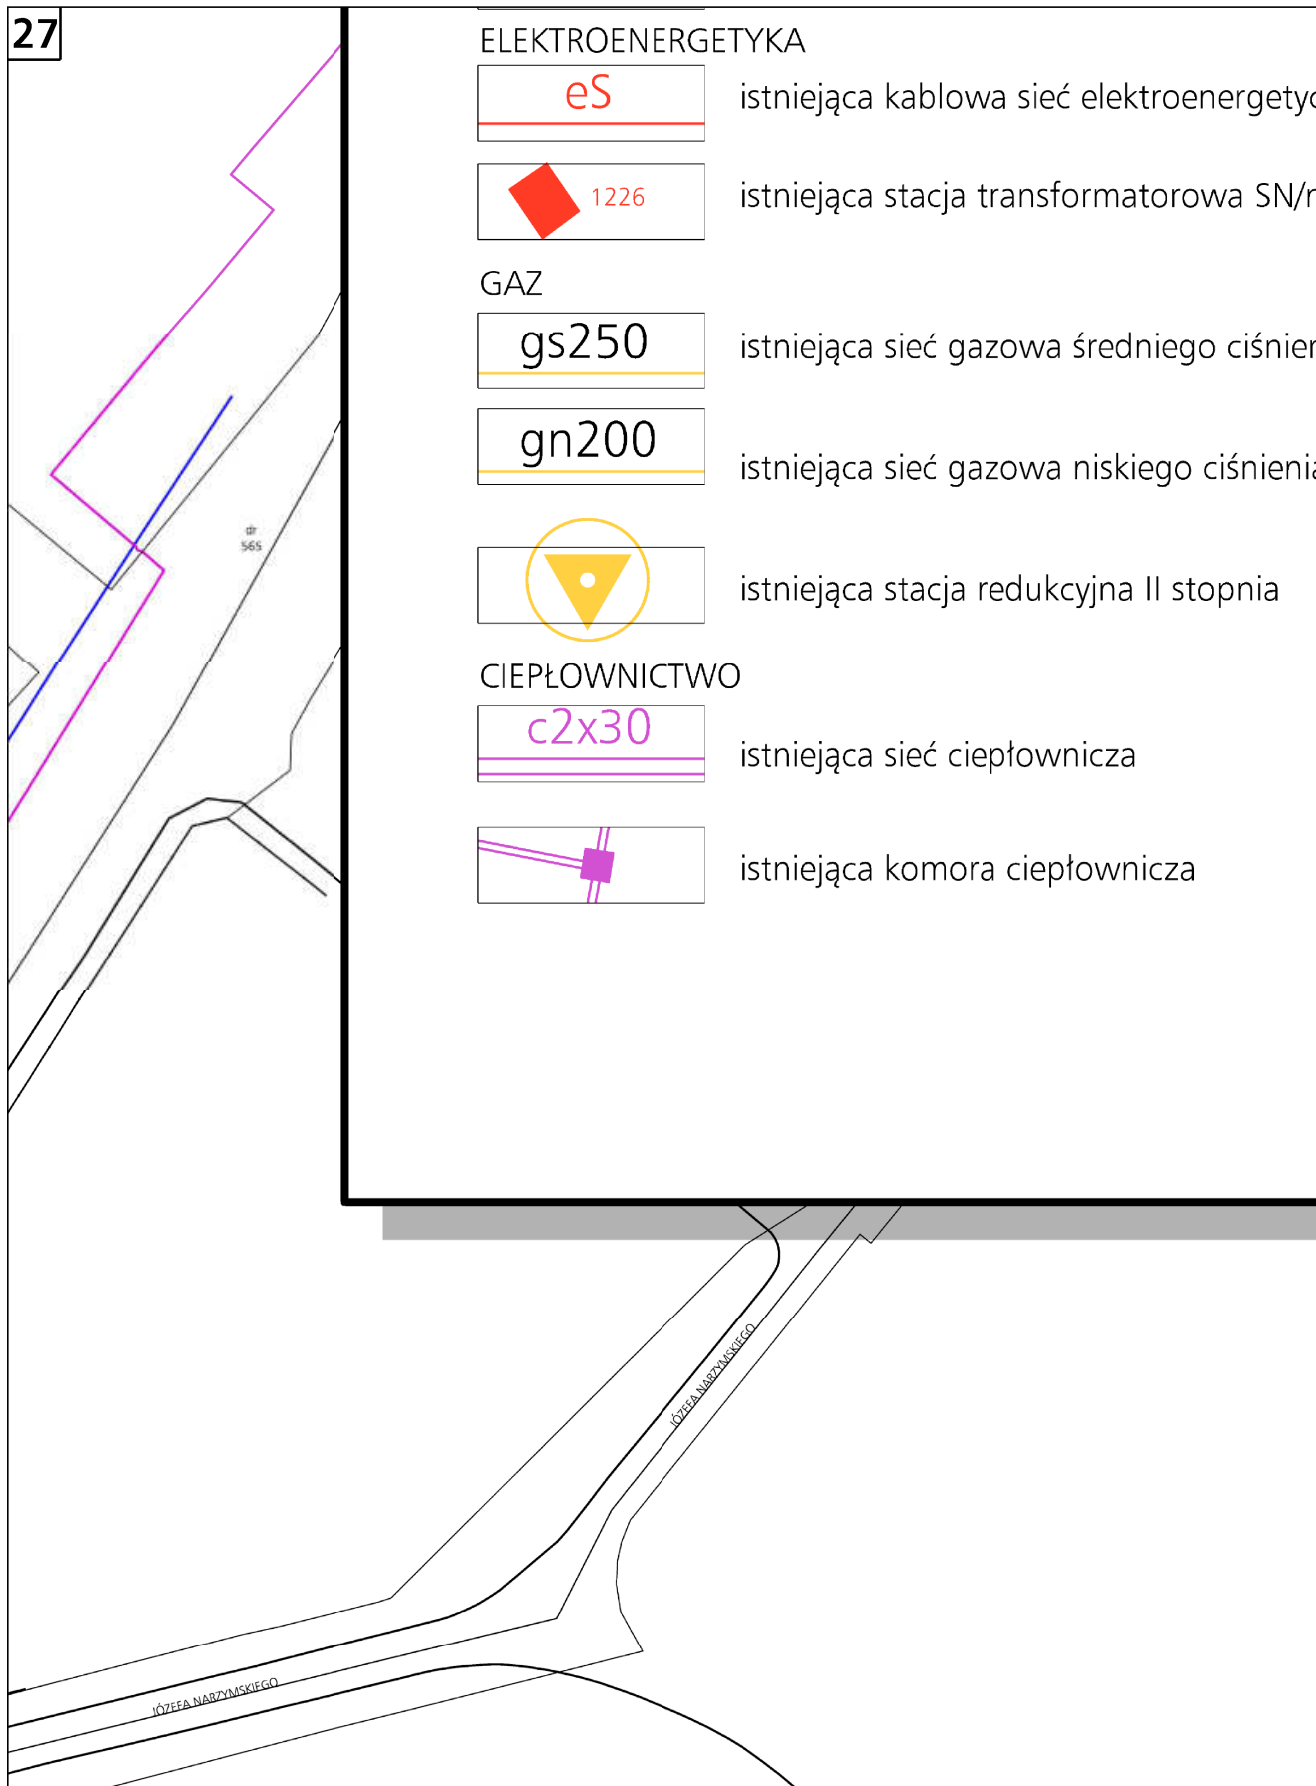 27
ELEKTROENERGETYKA
eS
istniejąca kablowa sieć elektroenergetyc
1226
istniejąca stacja transformatorowa SN/n
GAZ
gs250
istniejąca sieć gazowa średniego ciśnien
gn200
istniejąca sieć gazowa niskiego ciśnienia
dr
565
istniejąca stacja redukcyjna II stopnia
CIEPŁOWNICTWO
c2x30
istniejąca sieć ciepłownicza
istniejąca komora ciepłownicza
JÓZEFA NARZYMSKIEGO
JÓZEFA NARZYMSKIEGO